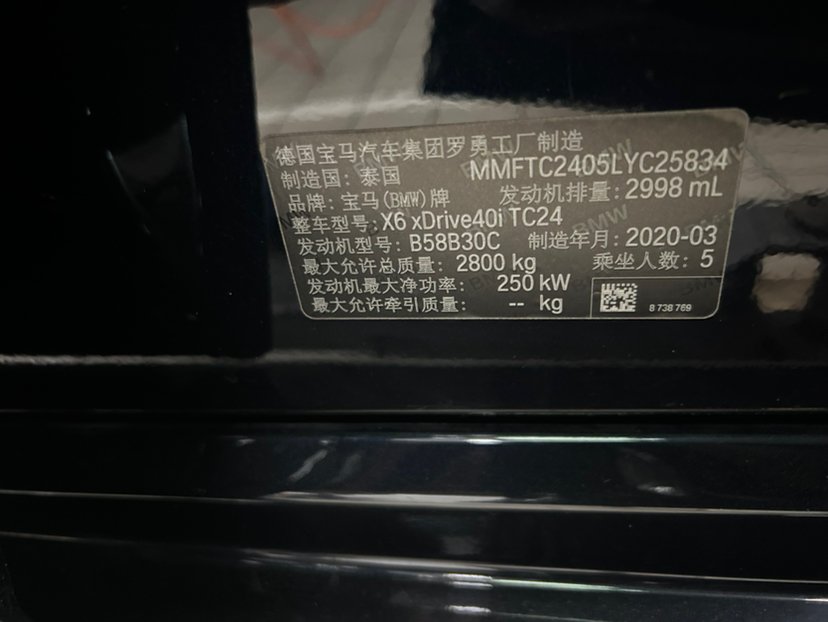 德国宝马汽车集团罗勇工厂制造
制造国：泰国 MMFTC2405LYC25834
品牌：宝马(BMW)牌 发动机排量：2998 mL
整车型号：X6 xDrive40i TC24
发动机型号：B58B30C 制造年月：2020-03
最大允许总质量：2800 kg 乘坐人数：5
发动机最大净功率：250 kW
最大允许牵引质量：-- kg
8 738 769